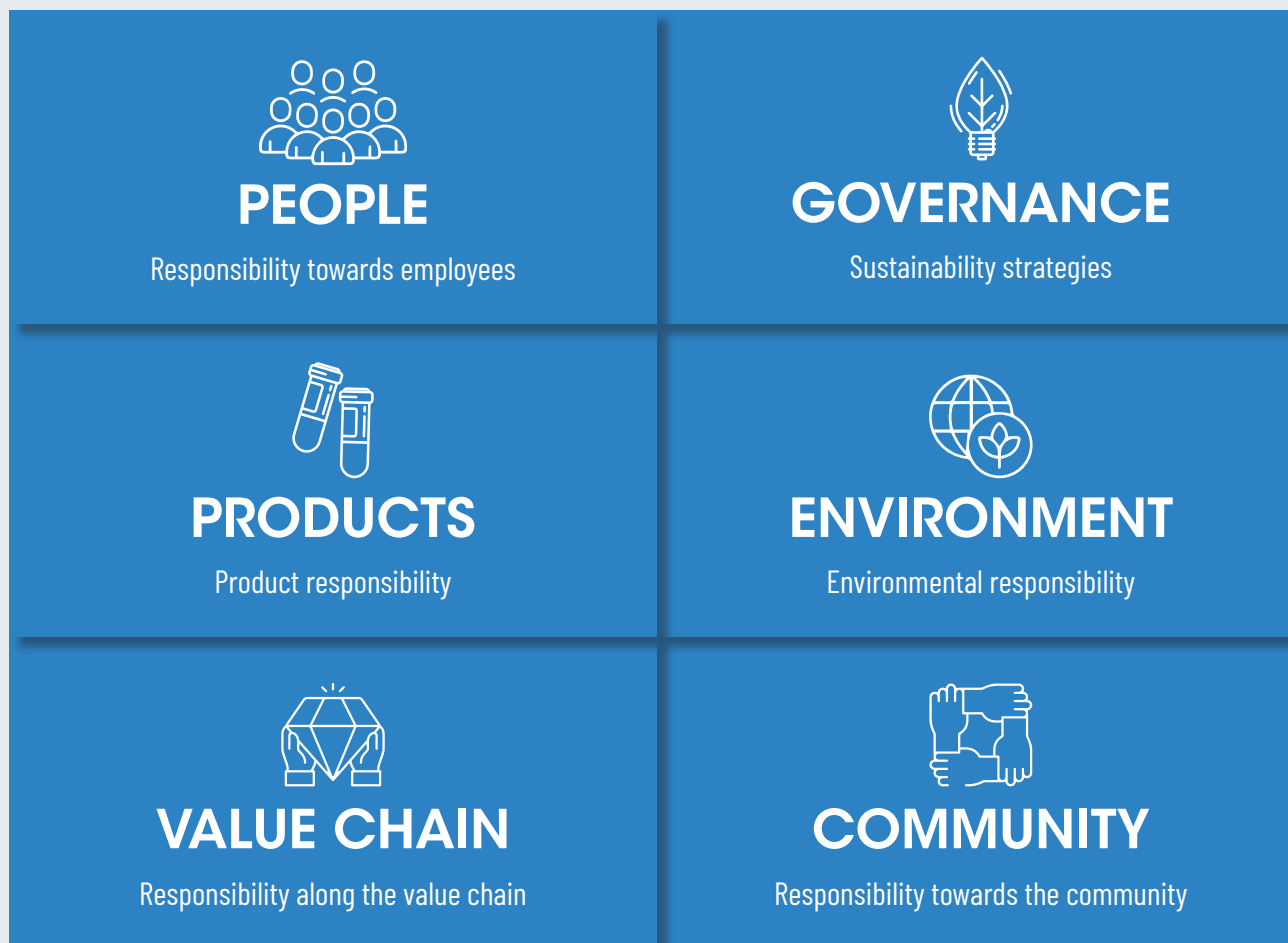 PEOPLE
Responsibility towards employees
GOVERNANCE
Sustainability strategies
PRODUCTS
Product responsibility
ENVIRONMENT
Environmental responsibility
VALUE CHAIN
Responsibility along the value chain
COMMUNITY
Responsibility towards the community